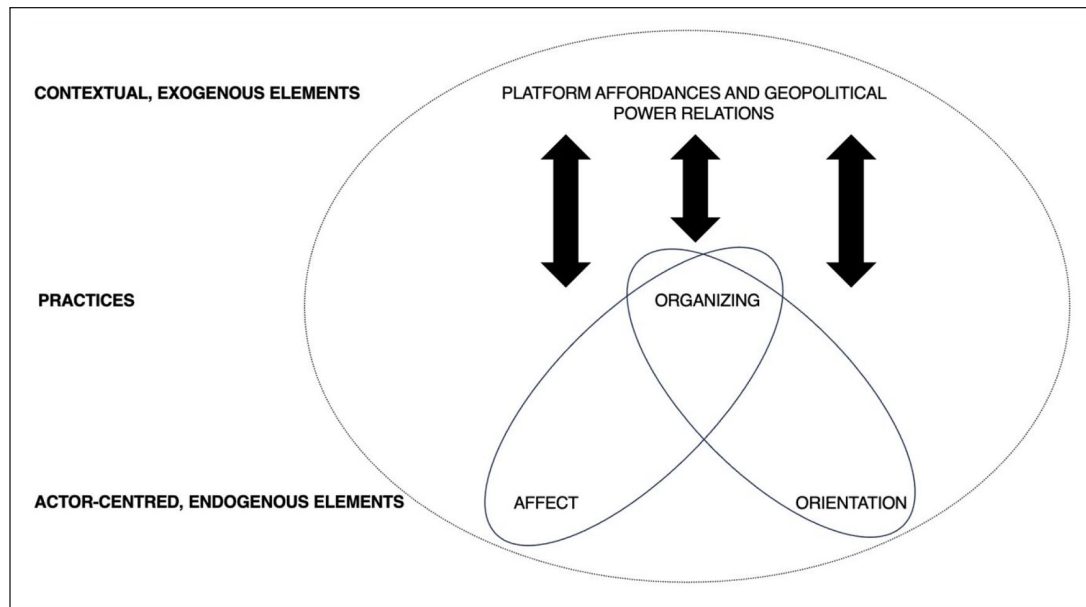 CONTEXTUAL, EXOGENOUS ELEMENTS
PLATFORM AFFORDANCES AND GEOPOLITICAL
POWER RELATIONS
PRACTICES
ORGANIZING
ACTOR-CENTRED, ENDOGENOUS ELEMENTS
AFFECT
ORIENTATION